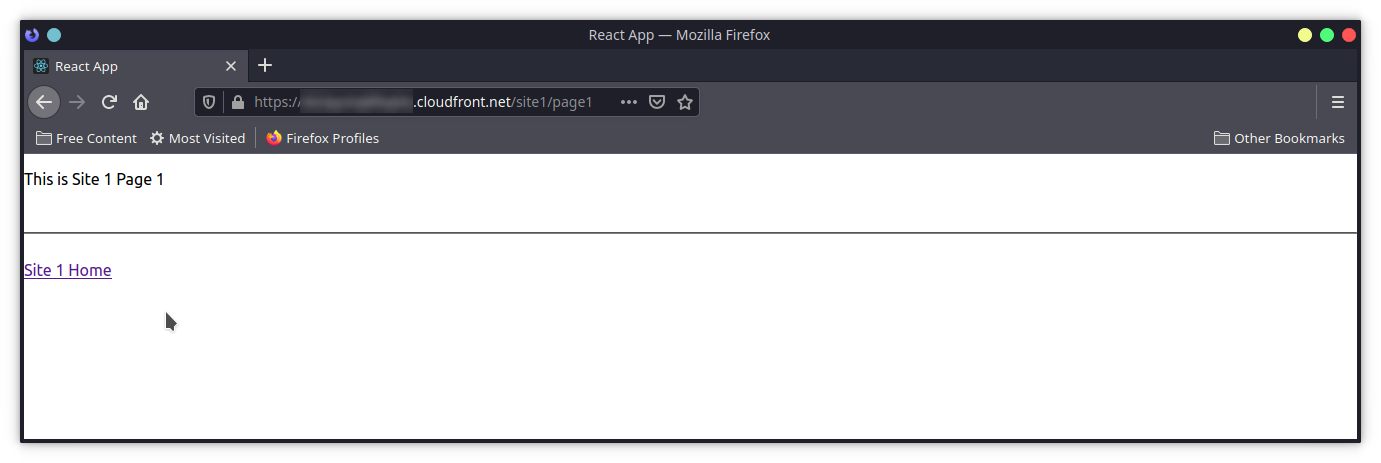 React App — Mozilla Firefox
React App
https:// .cloudfront.net/site1/page1
Free Content Most Visited Firefox Profiles Other Bookmarks
This is Site 1 Page 1
Site 1 Home